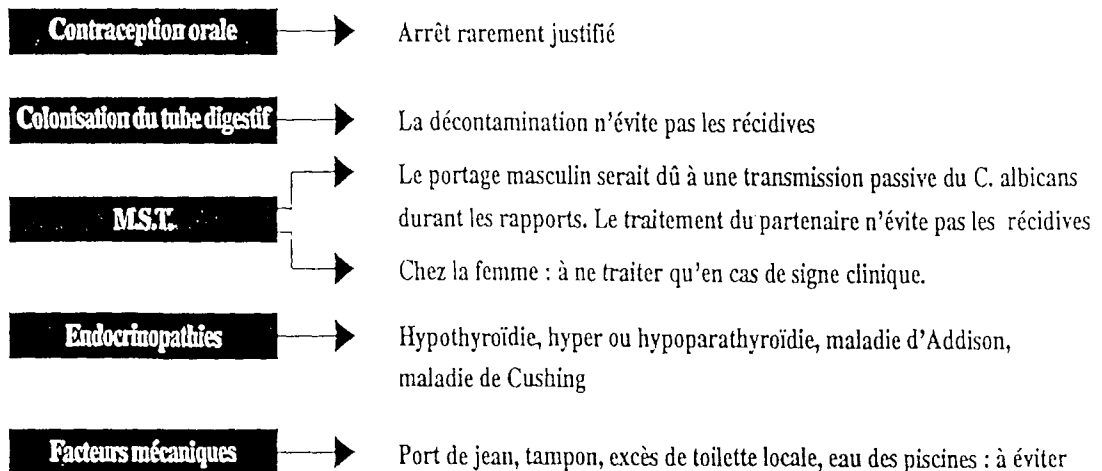 Contraception orale
Arrêt rarement justifié
Colonisation du tube digestif
La décontamination n'évite pas les récidives
M.S.T.
Le portage masculin serait dû à une transmission passive du C. albicans
durant les rapports. Le traitement du partenaire n'évite pas les récidives
Chez la femme : à ne traiter qu'en cas de signe clinique.
Endocrinopathies
Hypothyroïdie, hyper ou hypoparathyroïdie, maladie d'Addison,
maladie de Cushing
Facteurs mécaniques
Port de jean, tampon, excès de toilette locale, eau des piscines : à éviter